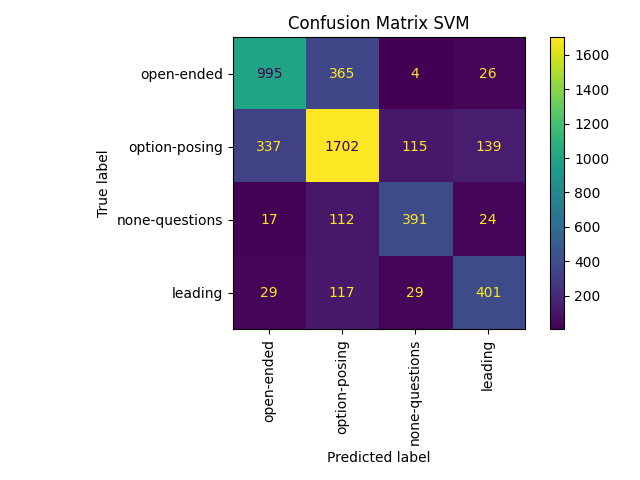 Confusion Matrix SVM
True label
open-ended 995 365 4 26
option-posing 337 1702 115 139
none-questions 17 112 391 24
leading 29 117 29 401
open-ended option-posing none-questions leading
Predicted label
1600
1400
1200
1000
800
600
400
200